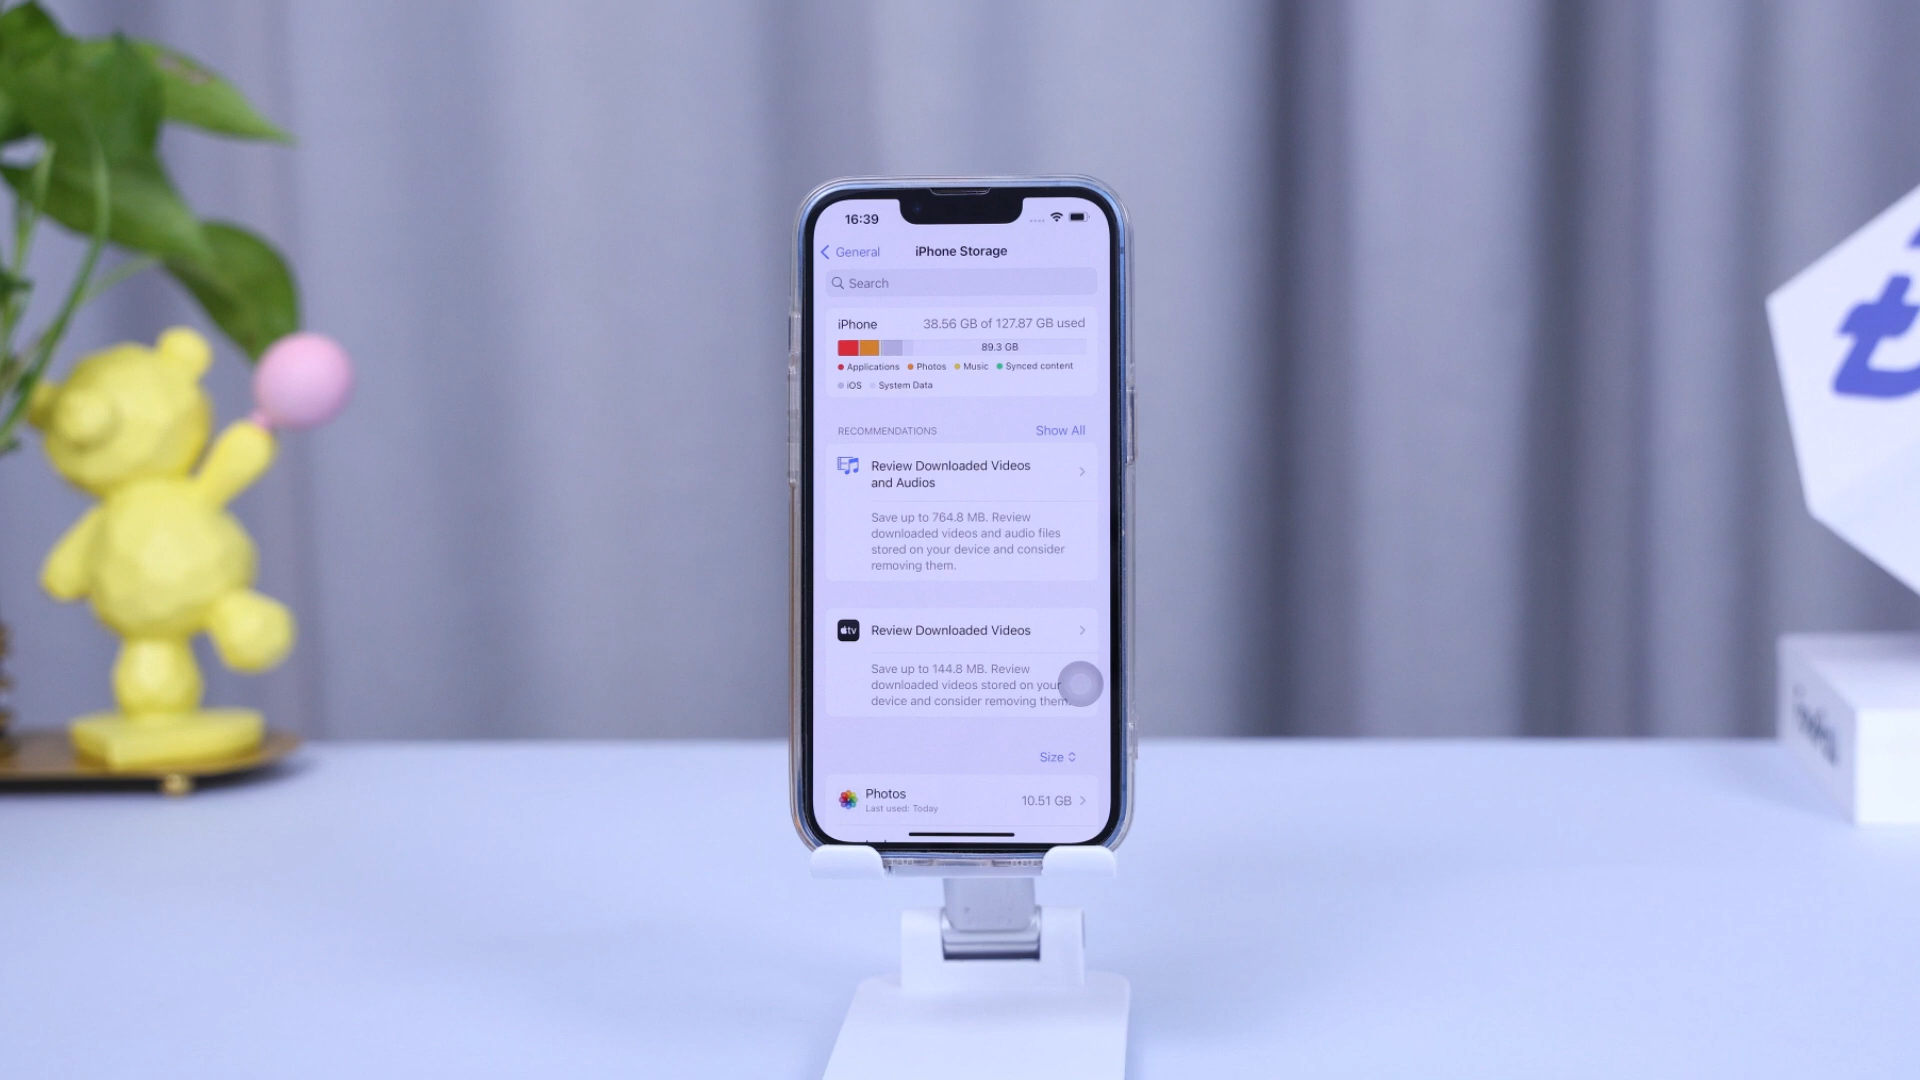 16:39
General
iPhone Storage
Search
iPhone
38.56 GB of 127.87 GB used
89.3 GB
Applications Photos Music Synced content
iOS System Data
RECOMMENDATIONS
Show All
Review Downloaded Videos
and Audios
Save up to 764.8 MB. Review
downloaded videos and audio files
stored on your device and consider
removing them.
tv
Review Downloaded Videos
Save up to 144.8 MB. Review
downloaded videos stored on your
device and consider removing them.
Size
Photos
10.51 GB
Last used: Today